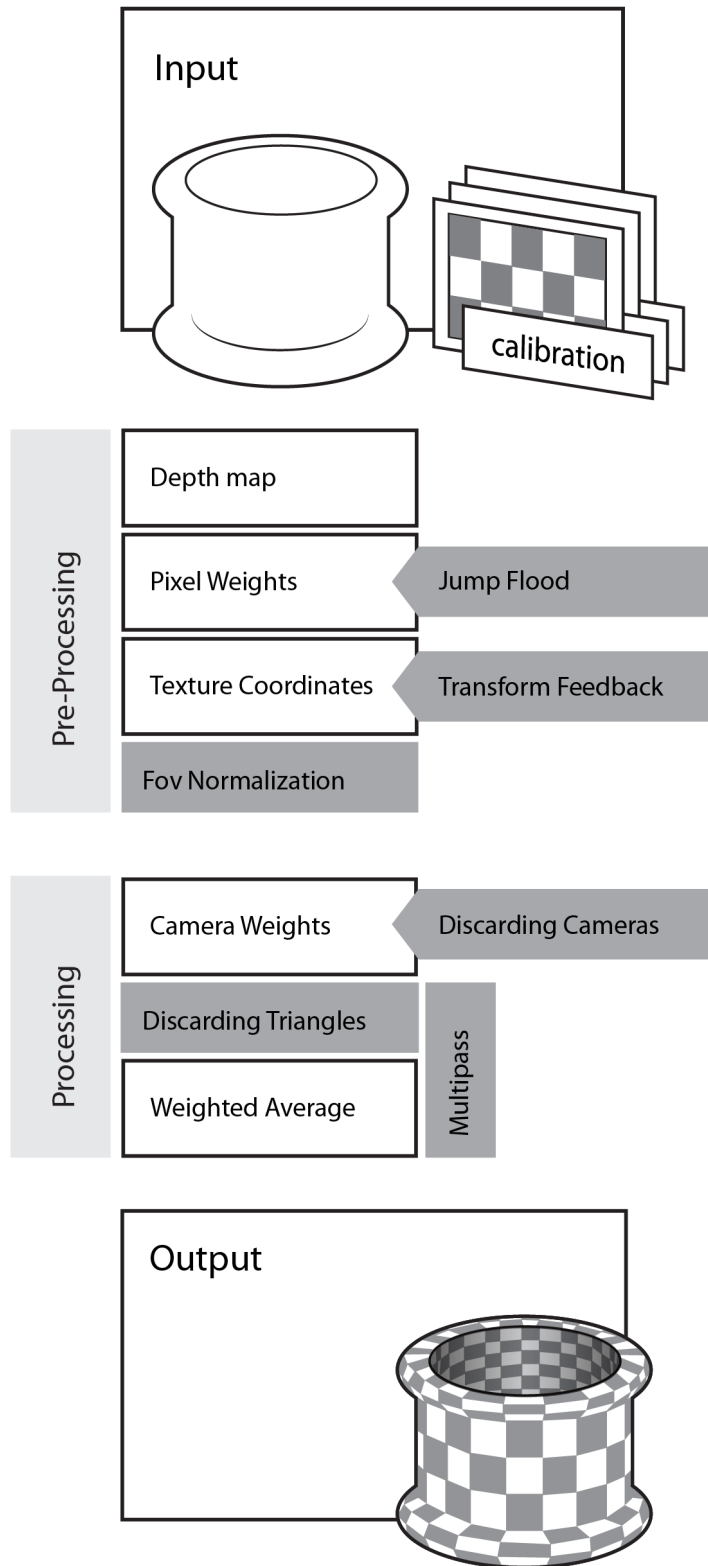 Input
calibration
Pre-Processing
Depth map
Pixel Weights
Jump Flood
Texture Coordinates
Transform Feedback
Fov Normalization
Processing
Camera Weights
Discarding Cameras
Discarding Triangles
Multipass
Weighted Average
Output